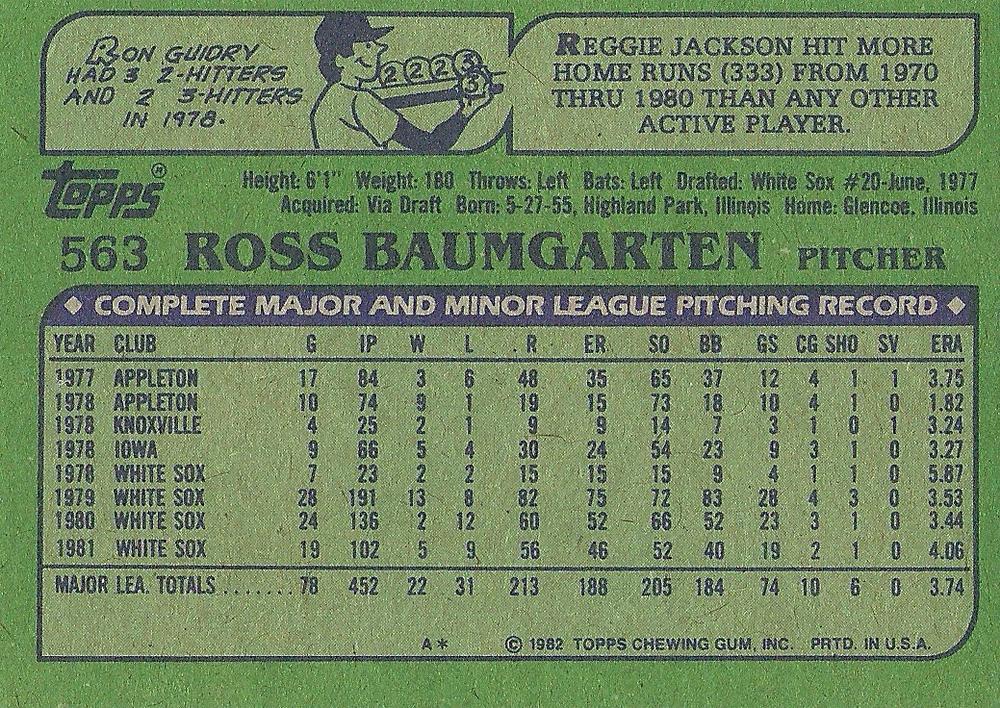 RON GUIDRY
HAD 3 2-HITTERS
AND 2 3-HITTERS
IN 1978.
2 2 2 3
3
REGGIE JACKSON HIT MORE
HOME RUNS (333) FROM 1970
THRU 1980 THAN ANY OTHER
ACTIVE PLAYER.
TOPPS®
Height: 6'1" Weight: 180 Throws: Left Bats: Left Drafted: White Sox #20-June, 1977
Acquired: Via Draft Born: 5-27-55, Highland Park, Illinois Home: Glencoe, Illinois
563 ROSS BAUMGARTEN PITCHER
◆ COMPLETE MAJOR AND MINOR LEAGUE PITCHING RECORD ◆
YEAR CLUB G IP W L R ER SO BB GS CG SHO SV ERA
1977 APPLETON 17 84 3 6 48 35 65 37 12 4 1 1 3.75
1978 APPLETON 10 74 9 1 19 15 73 18 10 4 1 0 1.82
1978 KNOXVILLE 4 25 2 1 9 9 14 7 3 1 0 1 3.24
1978 IOWA 9 66 5 4 30 24 54 23 9 3 1 0 3.27
1978 WHITE SOX 7 23 2 2 15 15 15 9 4 1 1 0 5.87
1979 WHITE SOX 28 191 13 8 82 75 72 83 28 4 3 0 3.53
1980 WHITE SOX 24 136 2 12 60 52 66 52 23 3 1 0 3.44
1981 WHITE SOX 19 102 5 9 56 46 52 40 19 2 1 0 4.06
MAJOR LEA. TOTALS ....... 78 452 22 31 213 188 205 184 74 10 6 0 3.74
A* © 1982 TOPPS CHEWING GUM, INC. PRTD. IN U.S.A.